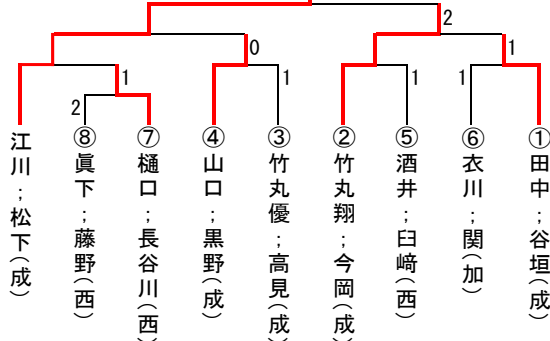 2
0
1
1
1
1
1
2
江川；松下（成）
⑧眞下；藤野（西）
⑦樋口；長谷川（西）
④山口；黒野（成）
③竹丸優；高見（成）
②竹丸翔；今岡（成）
⑤酒井；臼﨑（西）
⑥衣川；関（加）
①田中；谷垣（成）